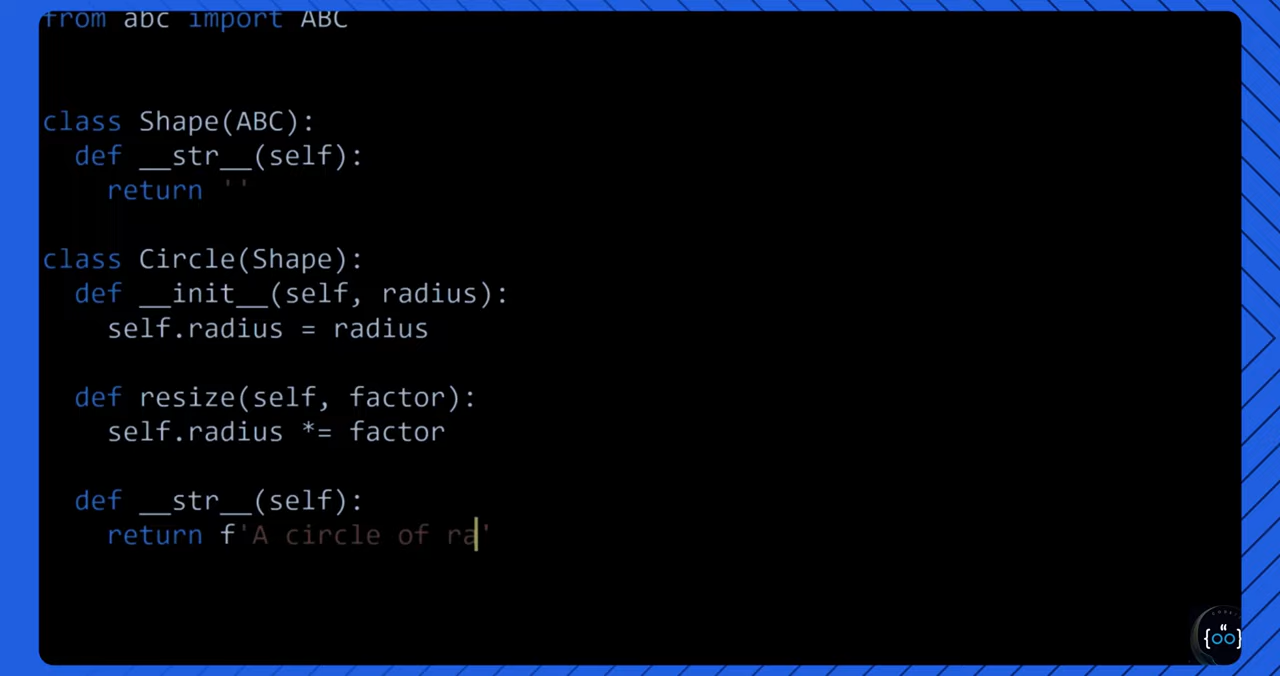 from abc import ABC
class Shape(ABC):
def __str__(self):
return ''
class Circle(Shape):
def __init__(self, radius):
self.radius = radius
def resize(self, factor):
self.radius *= factor
def __str__(self):
return f'A circle of ra'